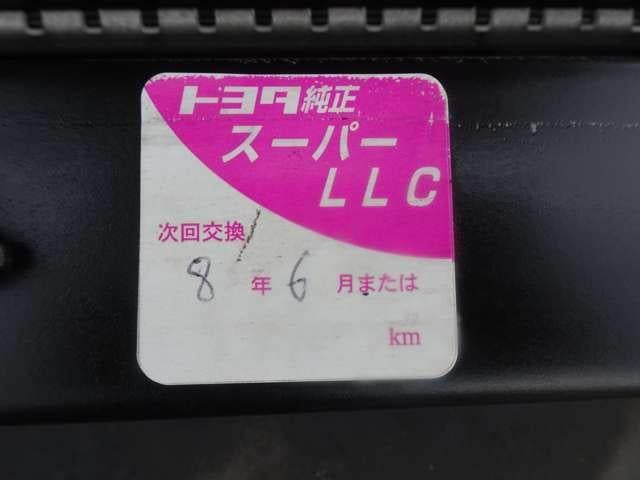 トヨタ純正
スーパー
LLC
次回交換
8年6月または
km